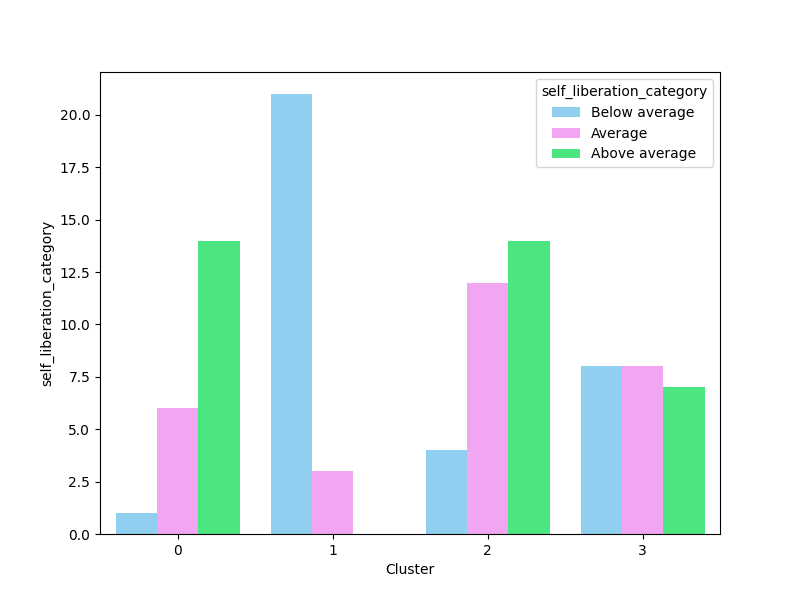 self_liberation_category
Below average
Average
Above average
20.0
17.5
15.0
12.5
10.0
7.5
5.0
2.5
0.0
self_liberation_category
0 1 2 3
Cluster